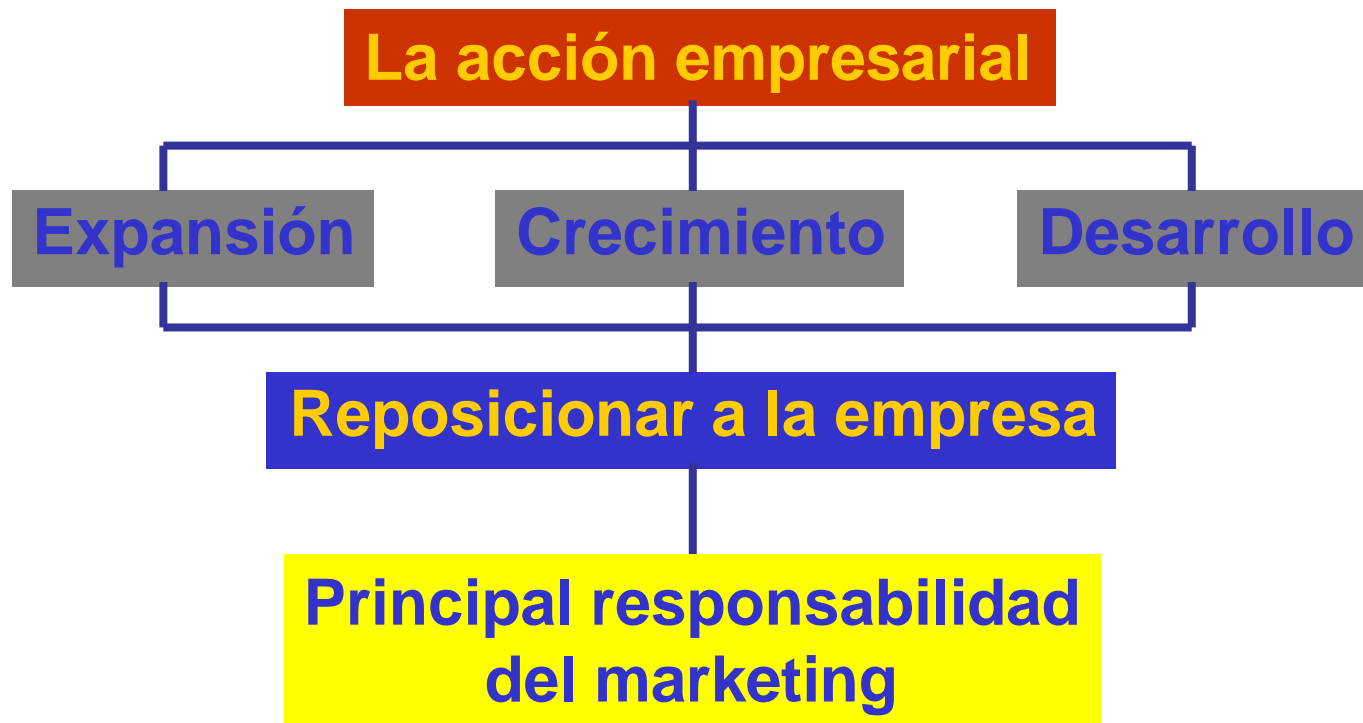 La acción empresarial
Expansión
Crecimiento
Desarrollo
Reposicionar a la empresa
Principal responsabilidad
del marketing